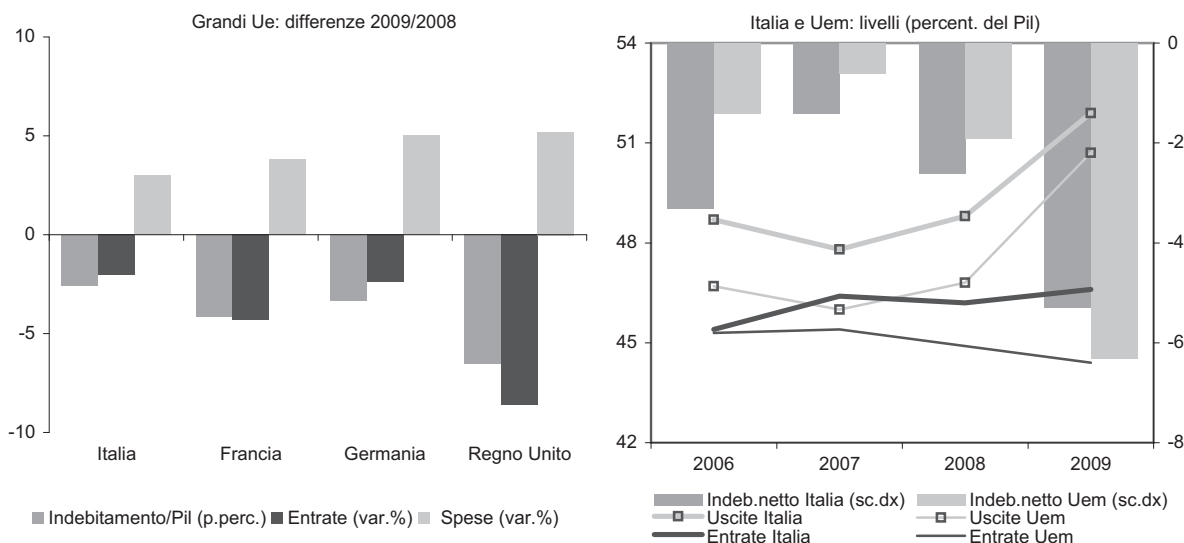 Grandi Ue: differenze 2009/2008
10
5
0
-5
-10
Italia Francia Germania Regno Unito
Indebitamento/Pil (p.perc.) Entrate (var.%) Spese (var.%)
Italia e Uem: livelli (percent. del Pil)
54 0
51 -2
48 -4
45 -6
42 -8
2006 2007 2008 2009
Indeb.netto Italia (sc.dx) Indeb.netto Uem (sc.dx)
Uscite Italia Uscite Uem
Entrate Italia Entrate Uem